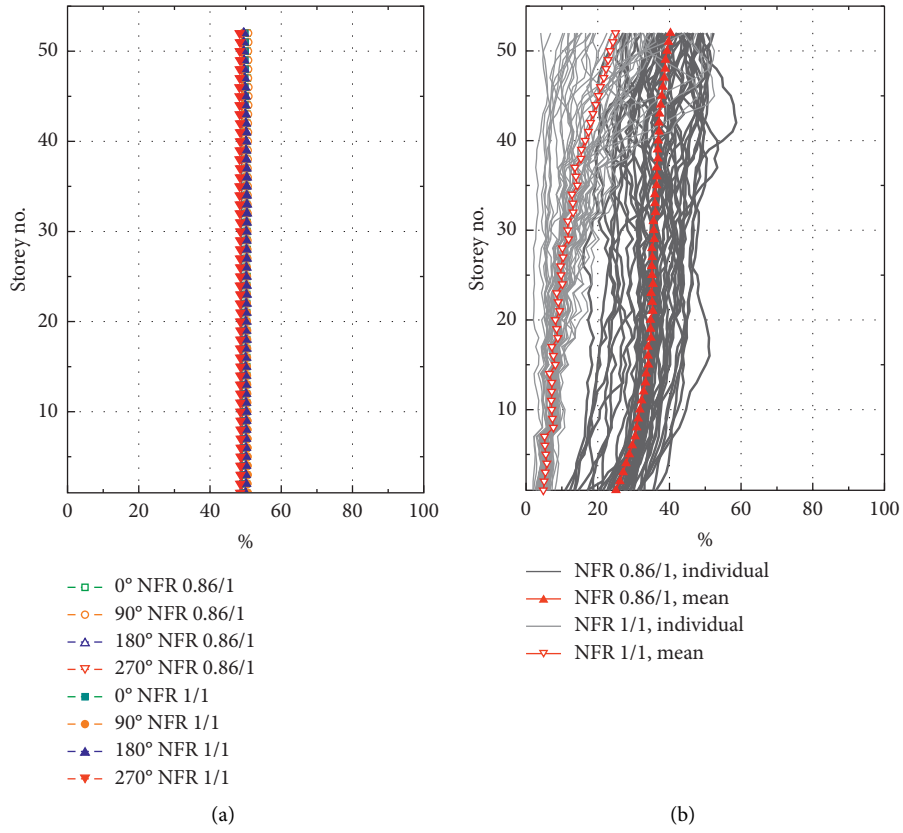 50
40
30
20
10
Storey no.
0 20 40 60 80 100
%
0° NFR 0.86/1
90° NFR 0.86/1
180° NFR 0.86/1
270° NFR 0.86/1
0° NFR 1/1
90° NFR 1/1
180° NFR 1/1
270° NFR 1/1
(a)
50
40
30
20
10
Storey no.
0 20 40 60 80 100
%
NFR 0.86/1, individual
NFR 0.86/1, mean
NFR 1/1, individual
NFR 1/1, mean
(b)